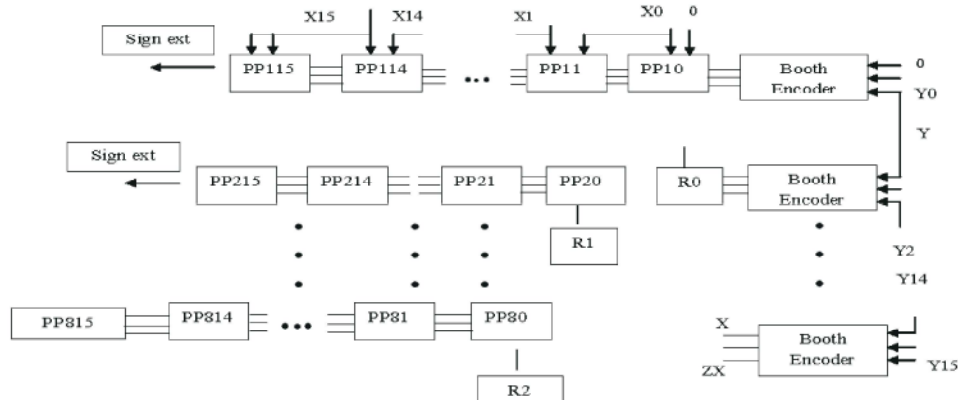 X15 X14 X1 X0 0
Sign ext
PP115 PP114 ... PP11 PP10 Booth Encoder
0
Y0
Y
Sign ext
PP215 PP214 PP21 PP20 R0 Booth Encoder
R1
Y2
Y14
PP815 PP814 ... PP81 PP80
X
ZX
Booth Encoder
Y15
R2